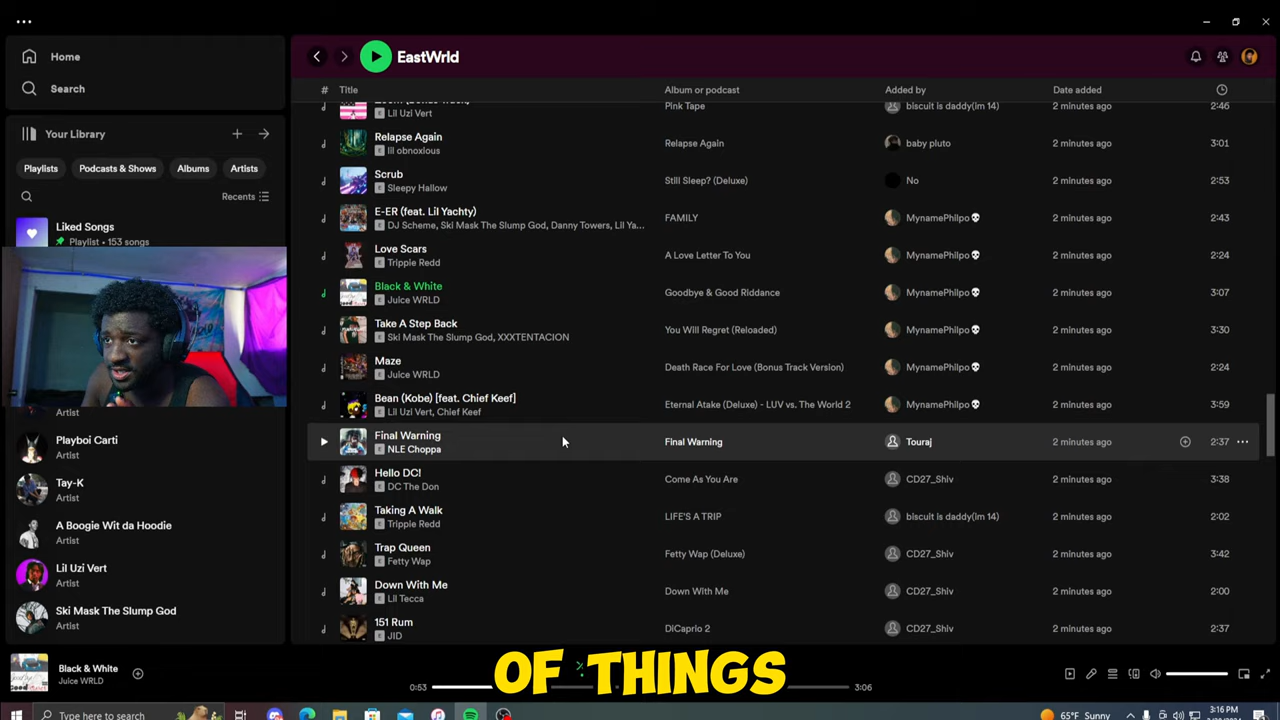 Home
Search
Your Library
Playlists
Podcasts & Shows
Albums
Artists
Recents
Liked Songs
Playlist • 153 songs
Artist
Playboi Carti
Artist
Tay-K
Artist
A Boogie Wit da Hoodie
Artist
Lil Uzi Vert
Artist
Ski Mask The Slump God
Artist
EastWrld
# Title Album or podcast Added by Date added
Lil Uzi Vert Pink Tape biscuit is daddy(im 14) 2 minutes ago 2:46
Relapse Again
E lil obnoxious Relapse Again baby pluto 2 minutes ago 3:01
Scrub
E Sleepy Hallow Still Sleep? (Deluxe) No 2 minutes ago 2:53
E-ER (feat. Lil Yachty)
E DJ Scheme, Ski Mask The Slump God, Danny Towers, Lil Ya... FAMILY MynamePhilpo💀 2 minutes ago 2:43
Love Scars
E Trippie Redd A Love Letter To You MynamePhilpo💀 2 minutes ago 2:24
Black & White
E Juice WRLD Goodbye & Good Riddance MynamePhilpo💀 2 minutes ago 3:07
Take A Step Back
E Ski Mask The Slump God, XXXTENTACION You Will Regret (Reloaded) MynamePhilpo💀 2 minutes ago 3:30
Maze
E Juice WRLD Death Race For Love (Bonus Track Version) MynamePhilpo💀 2 minutes ago 2:24
Bean (Kobe) [feat. Chief Keef]
E Lil Uzi Vert, Chief Keef Eternal Atake (Deluxe) - LUV vs. The World 2 MynamePhilpo💀 2 minutes ago 3:59
Final Warning
E NLE Choppa Final Warning Touraj 2 minutes ago 2:37
Hello DC!
E DC The Don Come As You Are CD27_Shiv 2 minutes ago 3:38
Taking A Walk
E Trippie Redd LIFE'S A TRIP biscuit is daddy(im 14) 2 minutes ago 2:02
Trap Queen
E Fetty Wap Fetty Wap (Deluxe) CD27_Shiv 2 minutes ago 3:42
Down With Me
E Lil Tecca Down With Me CD27_Shiv 2 minutes ago 2:00
151 Rum
E JID DiCaprio 2 CD27_Shiv 2 minutes ago 2:37
Black & White
Juice WRLD
0:53 3:06
OF THINGS
Type here to search
65°F Sunny
3:16 PM